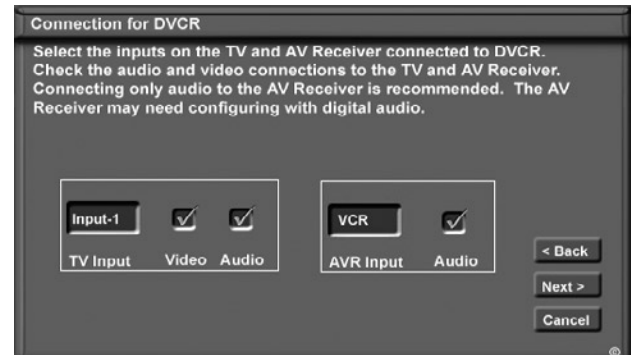 Connection for DVCR
Select the inputs on the TV and AV Receiver connected to DVCR.
Check the audio and video connections to the TV and AV Receiver.
Connecting only audio to the AV Receiver is recommended. The AV
Receiver may need configuring with digital audio.
Input-1
TV Input Video Audio
VCR
AVR Input Audio
< Back
Next >
Cancel
©